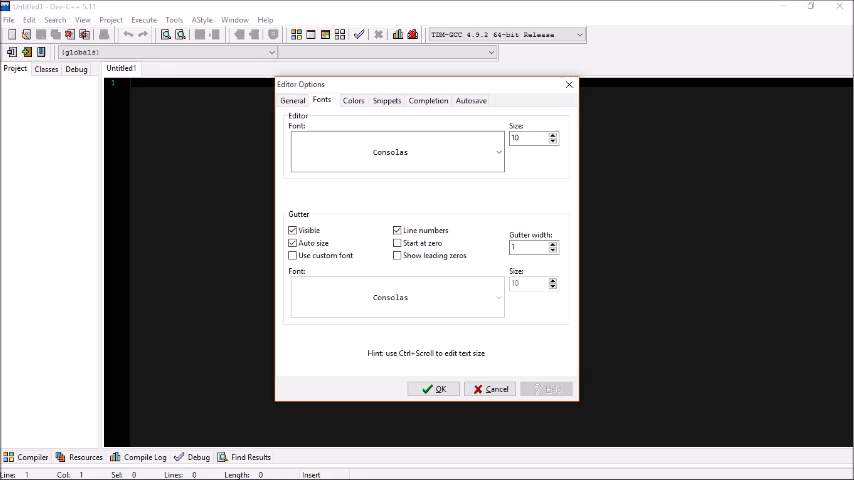 Untitled1 - Dev-C++ 5.11
File Edit Search View Project Execute Tools AStyle Window Help
TDM-GCC 4.9.2 64-bit Release
(globals)
Project Classes Debug Untitled1
1
Editor Options
General Fonts Colors Snippets Completion Autosave
Editor
Font: Size:
Consolas 10
Gutter
Visible Line numbers Gutter width:
Auto size Start at zero 1
Use custom font Show leading zeros
Font: Size:
Consolas 10
Hint: use Ctrl+Scroll to edit text size
OK Cancel Help
Compiler Resources Compile Log Debug Find Results
Line: 1 Col: 1 Sel: 0 Lines: 0 Length: 0 Insert